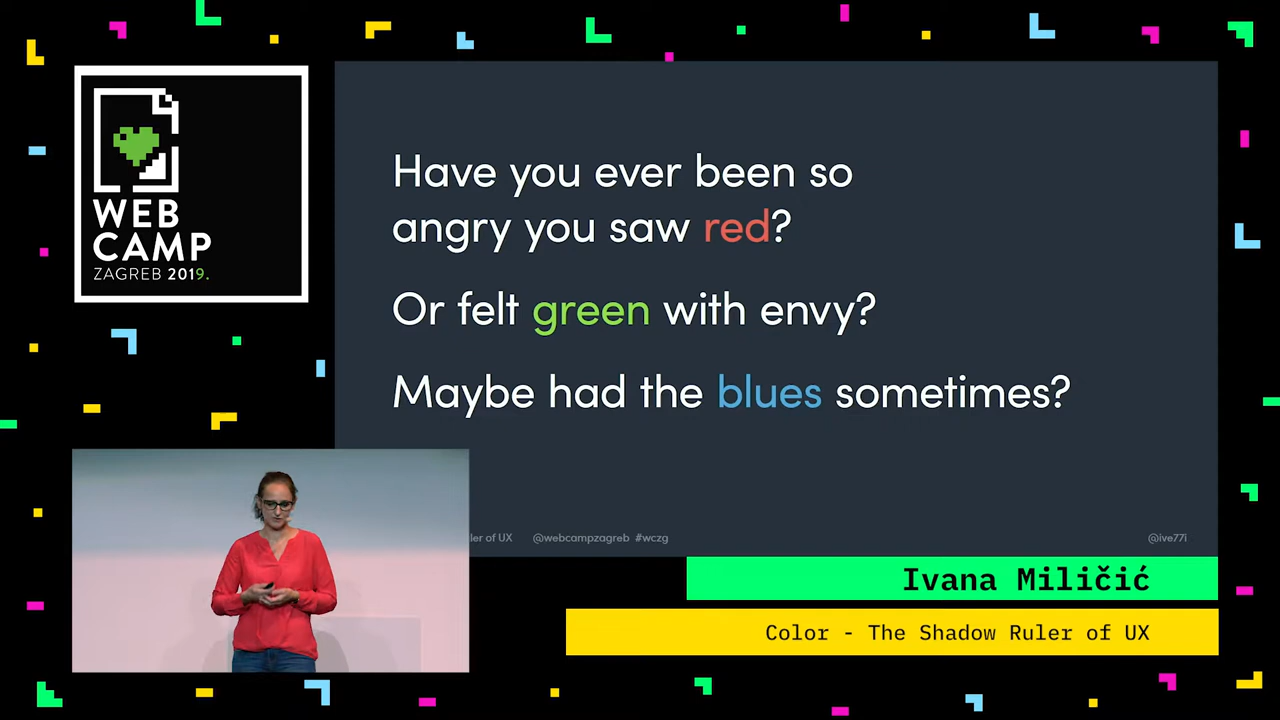 WEB
CAMP
ZAGREB 2019.
Have you ever been so
angry you saw red?
Or felt green with envy?
Maybe had the blues sometimes?
of UX @webcampzagreb #wczg
@ive77i
Ivana Miličić
Color - The Shadow Ruler of UX